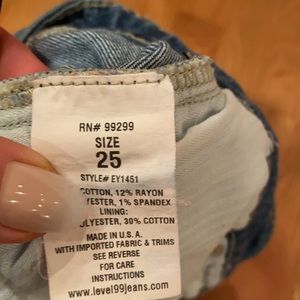 RN# 99299
SIZE
25
STYLE# EY1451
COTTON, 12% RAYON
YESTER, 1% SPANDEX
LINING:
OLYESTER, 30% COTTON
MADE IN U.S.A.
WITH IMPORTED FABRIC & TRIMS
SEE REVERSE
FOR CARE
INSTRUCTIONS
www.level99jeans.com